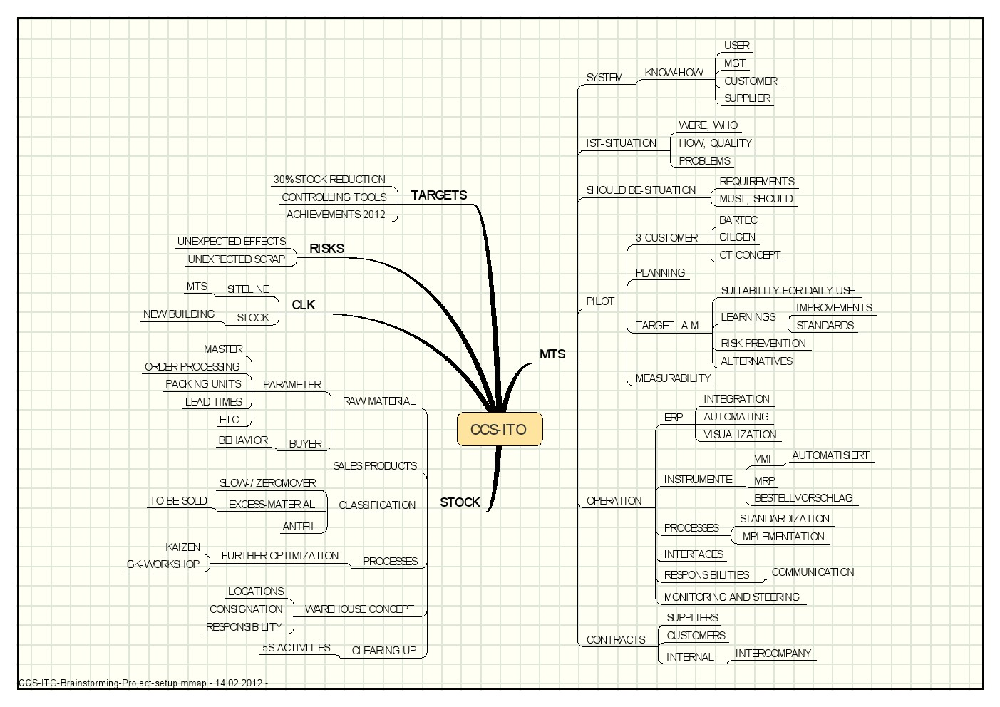 TARGETS
30% STOCK REDUCTION
CONTROLLING TOOLS
ACHIEVEMENTS 2012
RISKS
UNEXPECTED EFFECTS
UNEXPECTED SCRAP
CLK
SITELINE
MTS
STOCK
NEW BUILDING
CCS-ITO
STOCK
RAW MATERIAL
PARAMETER
MASTER
ORDER PROCESSING
PACKING UNITS
LEAD TIMES
ETC.
BUYER
BEHAVIOR
SALES PRODUCTS
CLASSIFICATION
SLOW- / ZEROMOVER
EXCESS-MATERIAL
TO BE SOLD
ANTEIL
PROCESSES
FURTHER OPTIMIZATION
KAIZEN
GK-WORKSHOP
WAREHOUSE CONCEPT
LOCATIONS
CONSIGNATION
RESPONSIBILITY
CLEARING UP
5S-ACTIVITIES
MTS
SYSTEM
KNOW-HOW
USER
MGT
CUSTOMER
SUPPLIER
IST-SITUATION
WERE, WHO
HOW, QUALITY
PROBLEMS
SHOULD BE-SITUATION
REQUIREMENTS
MUST, SHOULD
PILOT
3 CUSTOMER
BARTEC
GILGEN
CT CONCEPT
PLANNING
TARGET, AIM
SUITABILITY FOR DAILY USE
LEARNINGS
IMPROVEMENTS
STANDARDS
RISK PREVENTION
ALTERNATIVES
MEASURABILITY
OPERATION
ERP
INTEGRATION
AUTOMATING
VISUALIZATION
INSTRUMENTE
VMI
AUTOMATISIERT
MRP
BESTELLVORSCHLAG
PROCESSES
STANDARDIZATION
IMPLEMENTATION
INTERFACES
RESPONSIBILITIES
COMMUNICATION
MONITORING AND STEERING
CONTRACTS
SUPPLIERS
CUSTOMERS
INTERNAL
INTERCOMPANY
CCS-ITO-Brainstorming-Project-setup.mmap - 14.02.2012 -